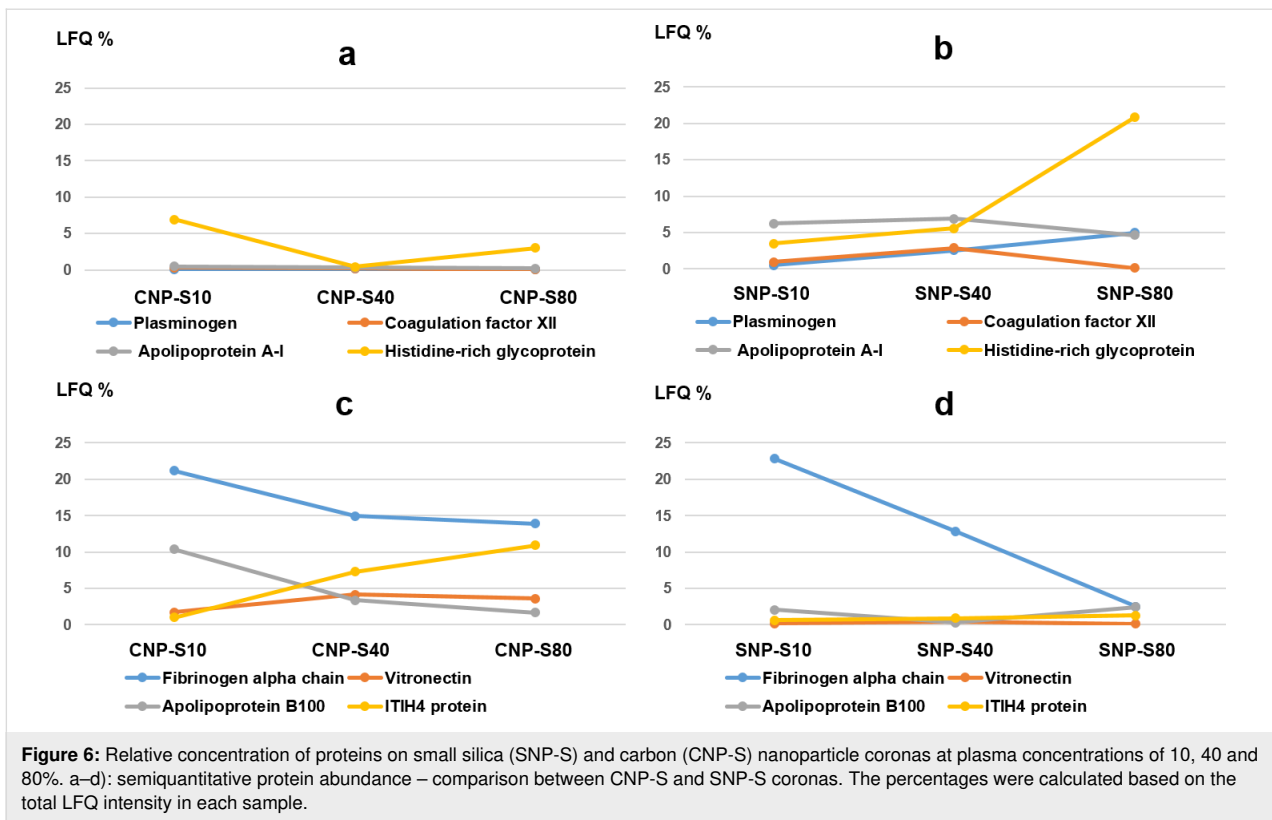 LFQ %
a
25
20
15
10
5
0
CNP-S10 CNP-S40 CNP-S80
Plasminogen Coagulation factor XII
Apolipoprotein A-I Histidine-rich glycoprotein
LFQ %
b
25
20
15
10
5
0
SNP-S10 SNP-S40 SNP-S80
Plasminogen Coagulation factor XII
Apolipoprotein A-I Histidine-rich glycoprotein
LFQ %
c
25
20
15
10
5
0
CNP-S10 CNP-S40 CNP-S80
Fibrinogen alpha chain Vitronectin
Apolipoprotein B100 ITIH4 protein
LFQ %
d
25
20
15
10
5
0
SNP-S10 SNP-S40 SNP-S80
Fibrinogen alpha chain Vitronectin
Apolipoprotein B100 ITIH4 protein
Figure 6: Relative concentration of proteins on small silica (SNP-S) and carbon (CNP-S) nanoparticle coronas at plasma concentrations of 10, 40 and
80%. a–d): semiquantitative protein abundance – comparison between CNP-S and SNP-S coronas. The percentages were calculated based on the
total LFQ intensity in each sample.